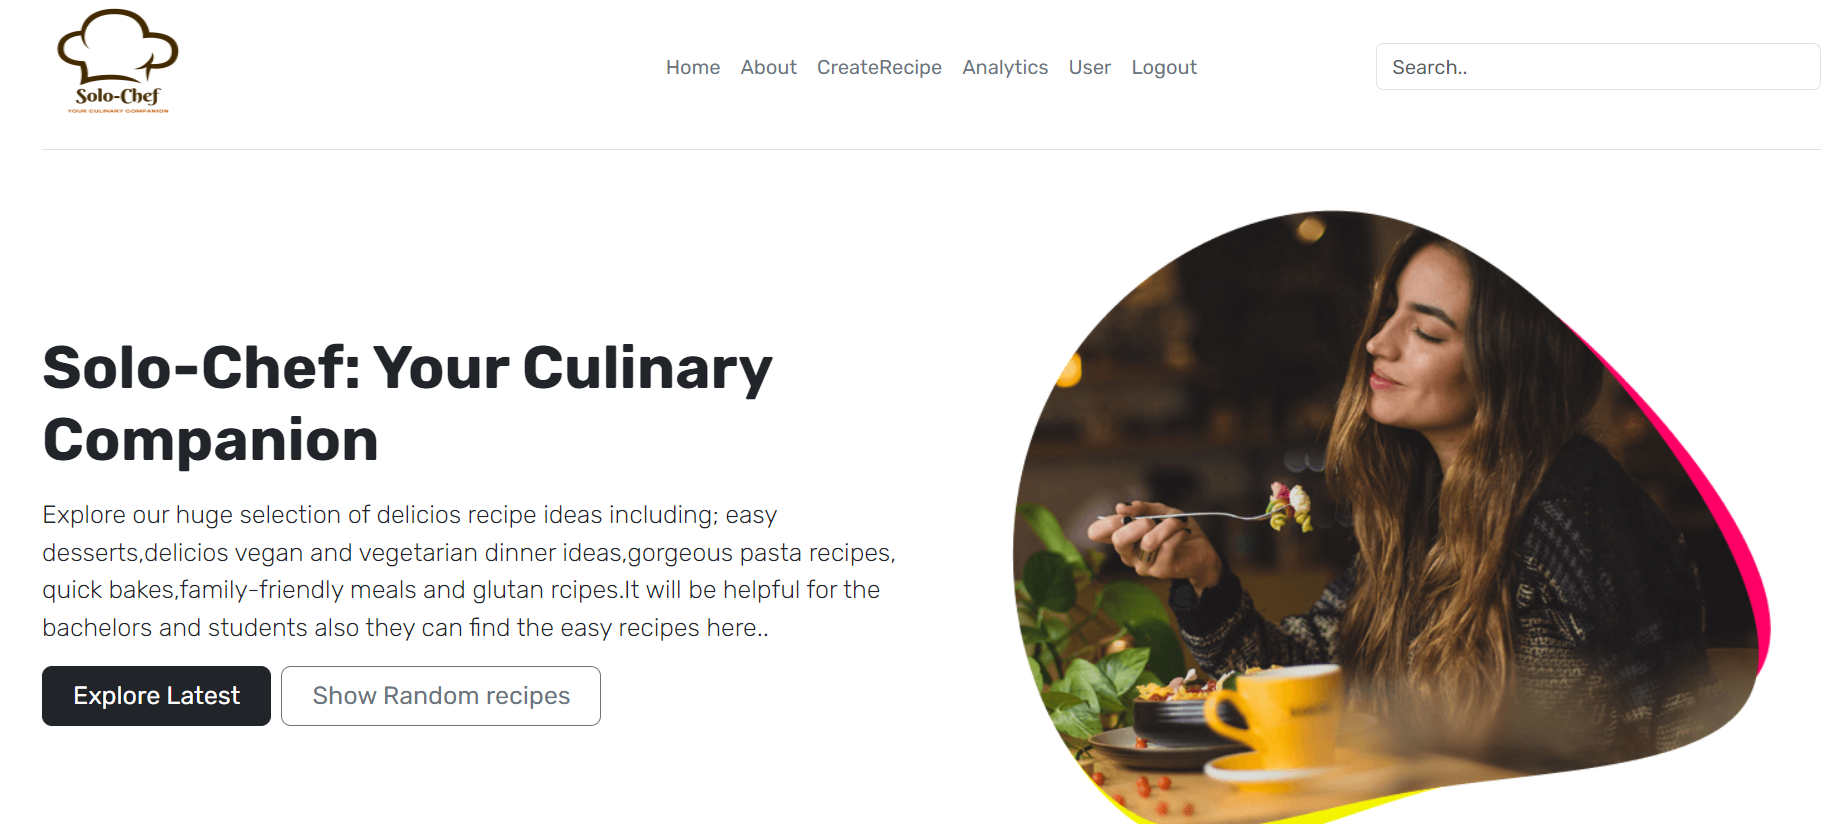 Solo-Chef
YOUR CULINARY COMPANION
Home About CreateRecipe Analytics User Logout
Search..
Solo-Chef: Your Culinary
Companion
Explore our huge selection of delicios recipe ideas including; easy
desserts,delicios vegan and vegetarian dinner ideas,gorgeous pasta recipes,
quick bakes,family-friendly meals and glutan rcipes.It will be helpful for the
bachelors and students also they can find the easy recipes here..
Explore Latest
Show Random recipes